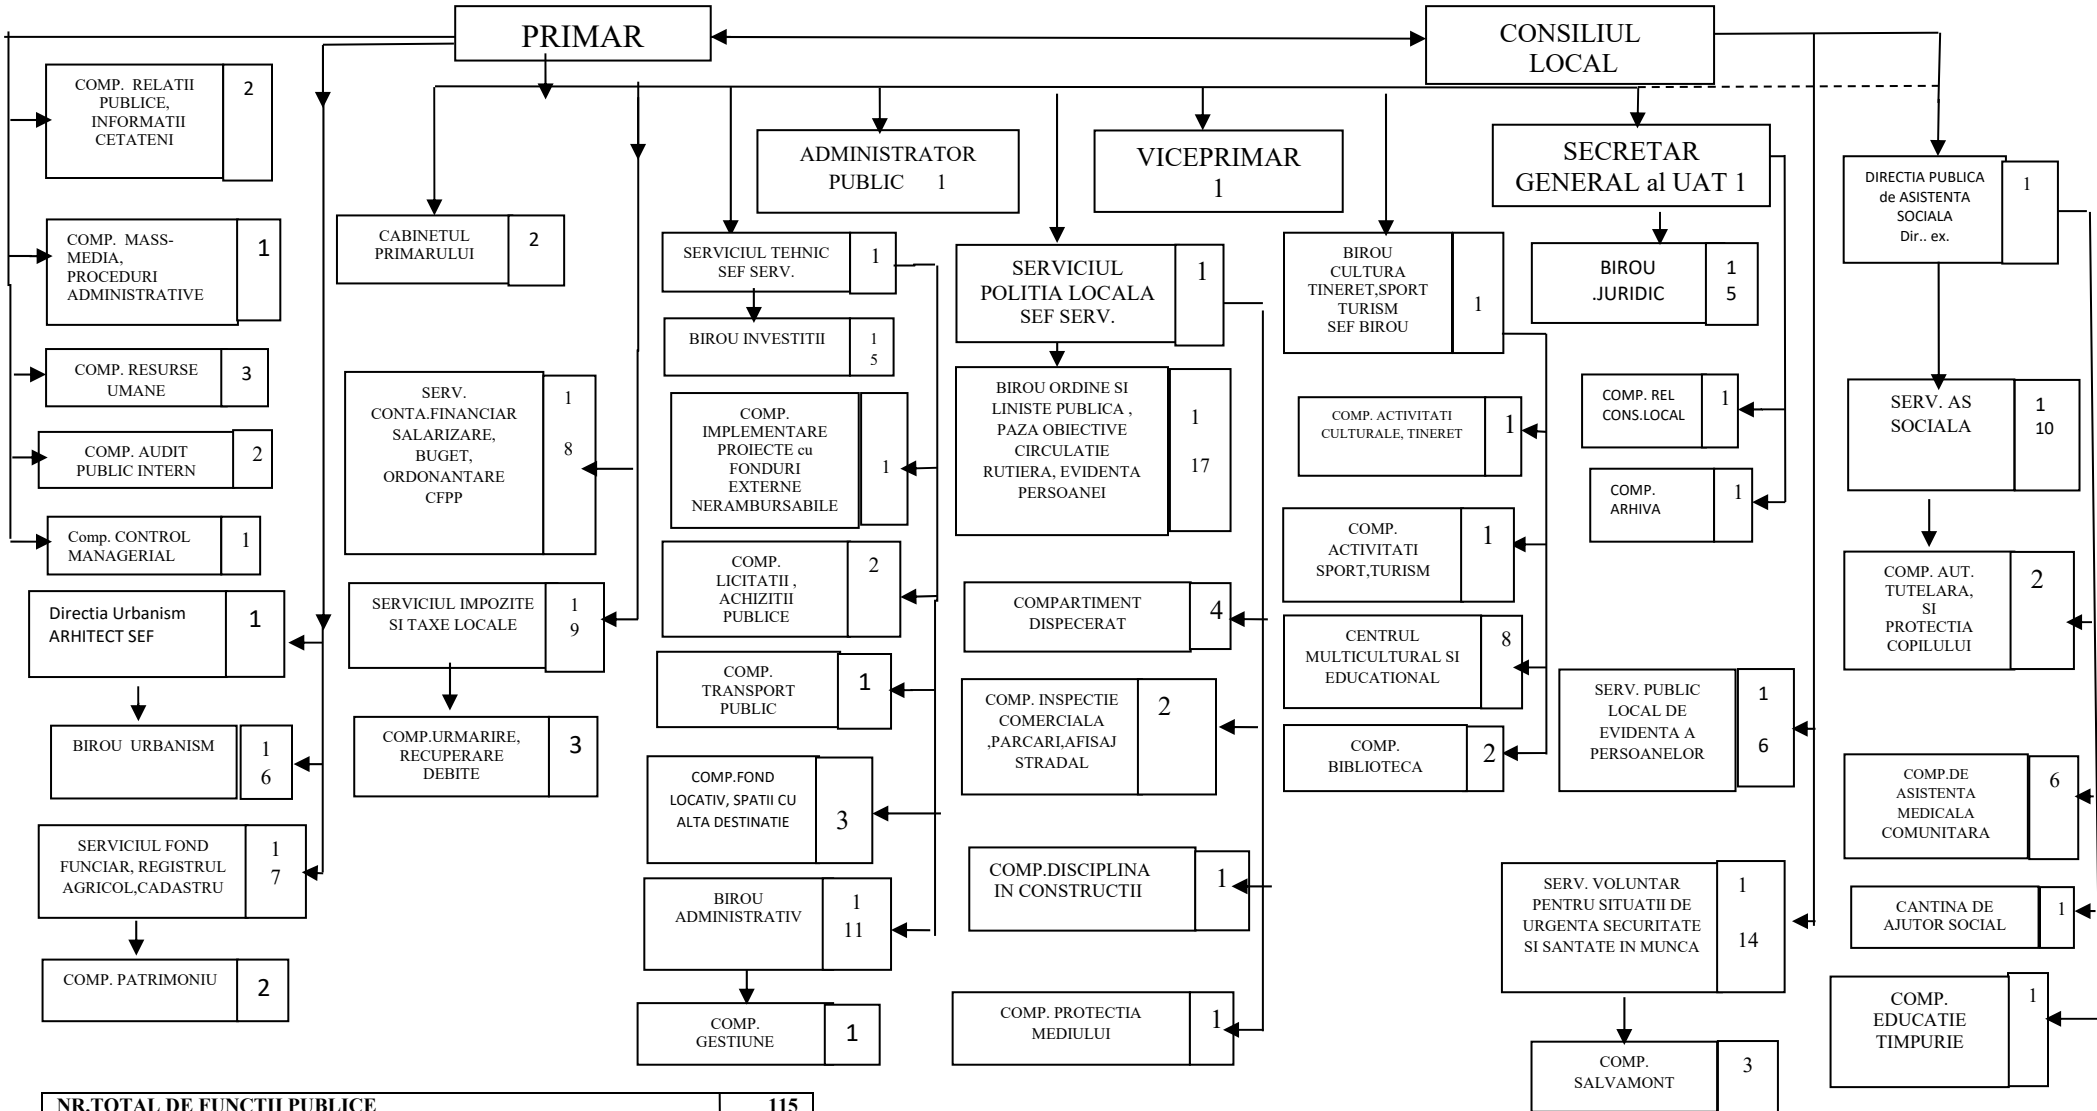 PRIMAR
CONSILIUL
LOCAL
COMP. RELATII
PUBLICE,
INFORMATII
CETATENI
2
COMP. MASS-
MEDIA,
PROCEDURI
ADMINISTRATIVE
1
COMP. RESURSE
UMANE
3
COMP. AUDIT
PUBLIC INTERN
2
Comp. CONTROL
MANAGERIAL
1
Directia Urbanism
ARHITECT SEF
1
BIROU URBANISM
1
6
SERVICIUL FOND
FUNCIAR, REGISTRUL
AGRICOL,CADASTRU
1
7
COMP. PATRIMONIU
2
CABINETUL
PRIMARULUI
2
SERV.
CONTA.FINANCIAR
SALARIZARE,
BUGET,
ORDONANTARE
CFPP
1
8
SERVICIUL IMPOZITE
SI TAXE LOCALE
1
9
COMP.URMARIRE,
RECUPERARE
DEBITE
3
ADMINISTRATOR
PUBLIC 1
VICEPRIMAR
1
SECRETAR
GENERAL al UAT 1
SERVICIUL TEHNIC
SEF SERV.
1
BIROU INVESTITII
1
5
COMP.
IMPLEMENTARE
PROIECTE cu
FONDURI
EXTERNE
NERAMBURSABILE
1
COMP.
LICITATII ,
ACHIZITII
PUBLICE
2
COMP.
TRANSPORT
PUBLIC
1
COMP.FOND
LOCATIV, SPATII CU
ALTA DESTINATIE
3
BIROU
ADMINISTRATIV
1
11
COMP.
GESTIUNE
1
SERVICIUL
POLITIA LOCALA
SEF SERV.
1
BIROU ORDINE SI
LINISTE PUBLICA ,
PAZA OBIECTIVE
CIRCULATIE
RUTIERA, EVIDENTA
PERSOANEI
1
17
COMPARTIMENT
DISPECERAT
4
COMP. INSPECTIE
COMERCIALA
,PARCARI,AFISAJ
STRADAL
2
COMP.DISCIPLINA
IN CONSTRUCTII
1
COMP. PROTECTIA
MEDIULUI
1
BIROU
CULTURA
TINERET,SPORT
TURISM
SEF BIROU
1
COMP. ACTIVITATI
CULTURALE, TINERET
1
COMP.
ACTIVITATI
SPORT,TURISM
1
CENTRUL
MULTICULTURAL SI
EDUCATIONAL
8
COMP.
BIBLIOTECA
2
BIROU
.JURIDIC
1
5
COMP. REL
CONS.LOCAL
1
COMP.
ARHIVA
1
SERV. PUBLIC
LOCAL DE
EVIDENTA A
PERSOANELOR
1
6
SERV. VOLUNTAR
PENTRU SITUATII DE
URGENTA SECURITATE
SI SANTATE IN MUNCA
1
14
COMP.
SALVAMONT
3
DIRECTIA PUBLICA
de ASISTENTA
SOCIALA
Dir.. ex.
1
SERV. AS
SOCIALA
1
10
COMP. AUT.
TUTELARA,
SI
PROTECTIA
COPILULUI
2
COMP.DE
ASISTENTA
MEDICALA
COMUNITARA
6
CANTINA DE
AJUTOR SOCIAL
1
COMP.
EDUCATIE
TIMPURIE
1
NR.TOTAL DE FUNCTII PUBLICE 115